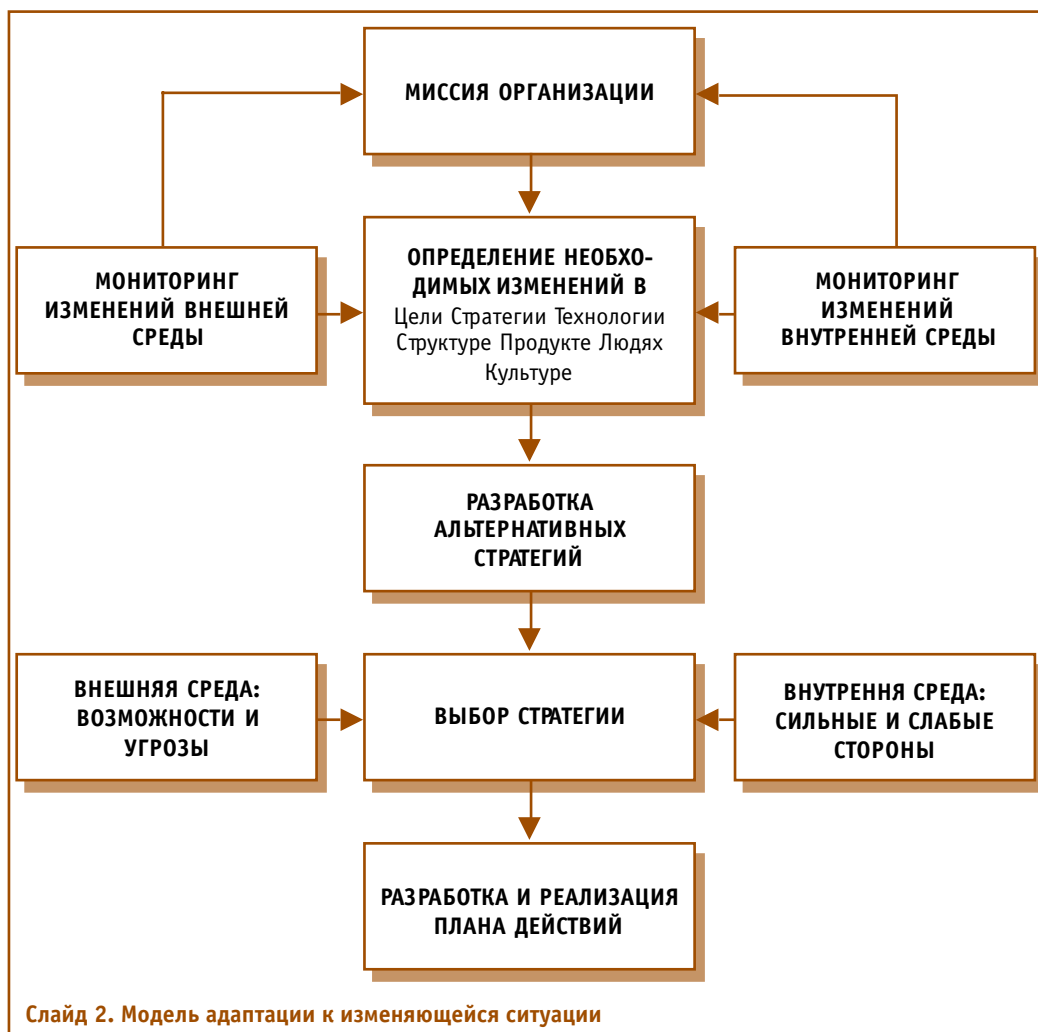 МИССИЯ ОРГАНИЗАЦИИ
МОНИТОРИНГ
ИЗМЕНЕНИЙ ВНЕШНЕЙ
СРЕДЫ
ОПРЕДЕЛЕНИЕ НЕОБХО-
ДИМЫХ ИЗМЕНЕНИЙ В
Цели Стратегии Технологии
Структуре Продукте Людях
Культуре
МОНИТОРИНГ
ИЗМЕНЕНИЙ
ВНУТРЕННЕЙ СРЕДЫ
РАЗРАБОТКА
АЛЬТЕРНАТИВНЫХ
СТРАТЕГИЙ
ВНЕШНЯЯ СРЕДА:
ВОЗМОЖНОСТИ И
УГРОЗЫ
ВЫБОР СТРАТЕГИИ
ВНУТРЕННЯ СРЕДА:
СИЛЬНЫЕ И СЛАБЫЕ
СТОРОНЫ
РАЗРАБОТКА И РЕАЛИЗАЦИЯ
ПЛАНА ДЕЙСТВИЙ
Слайд 2. Модель адаптации к изменяющейся ситуации